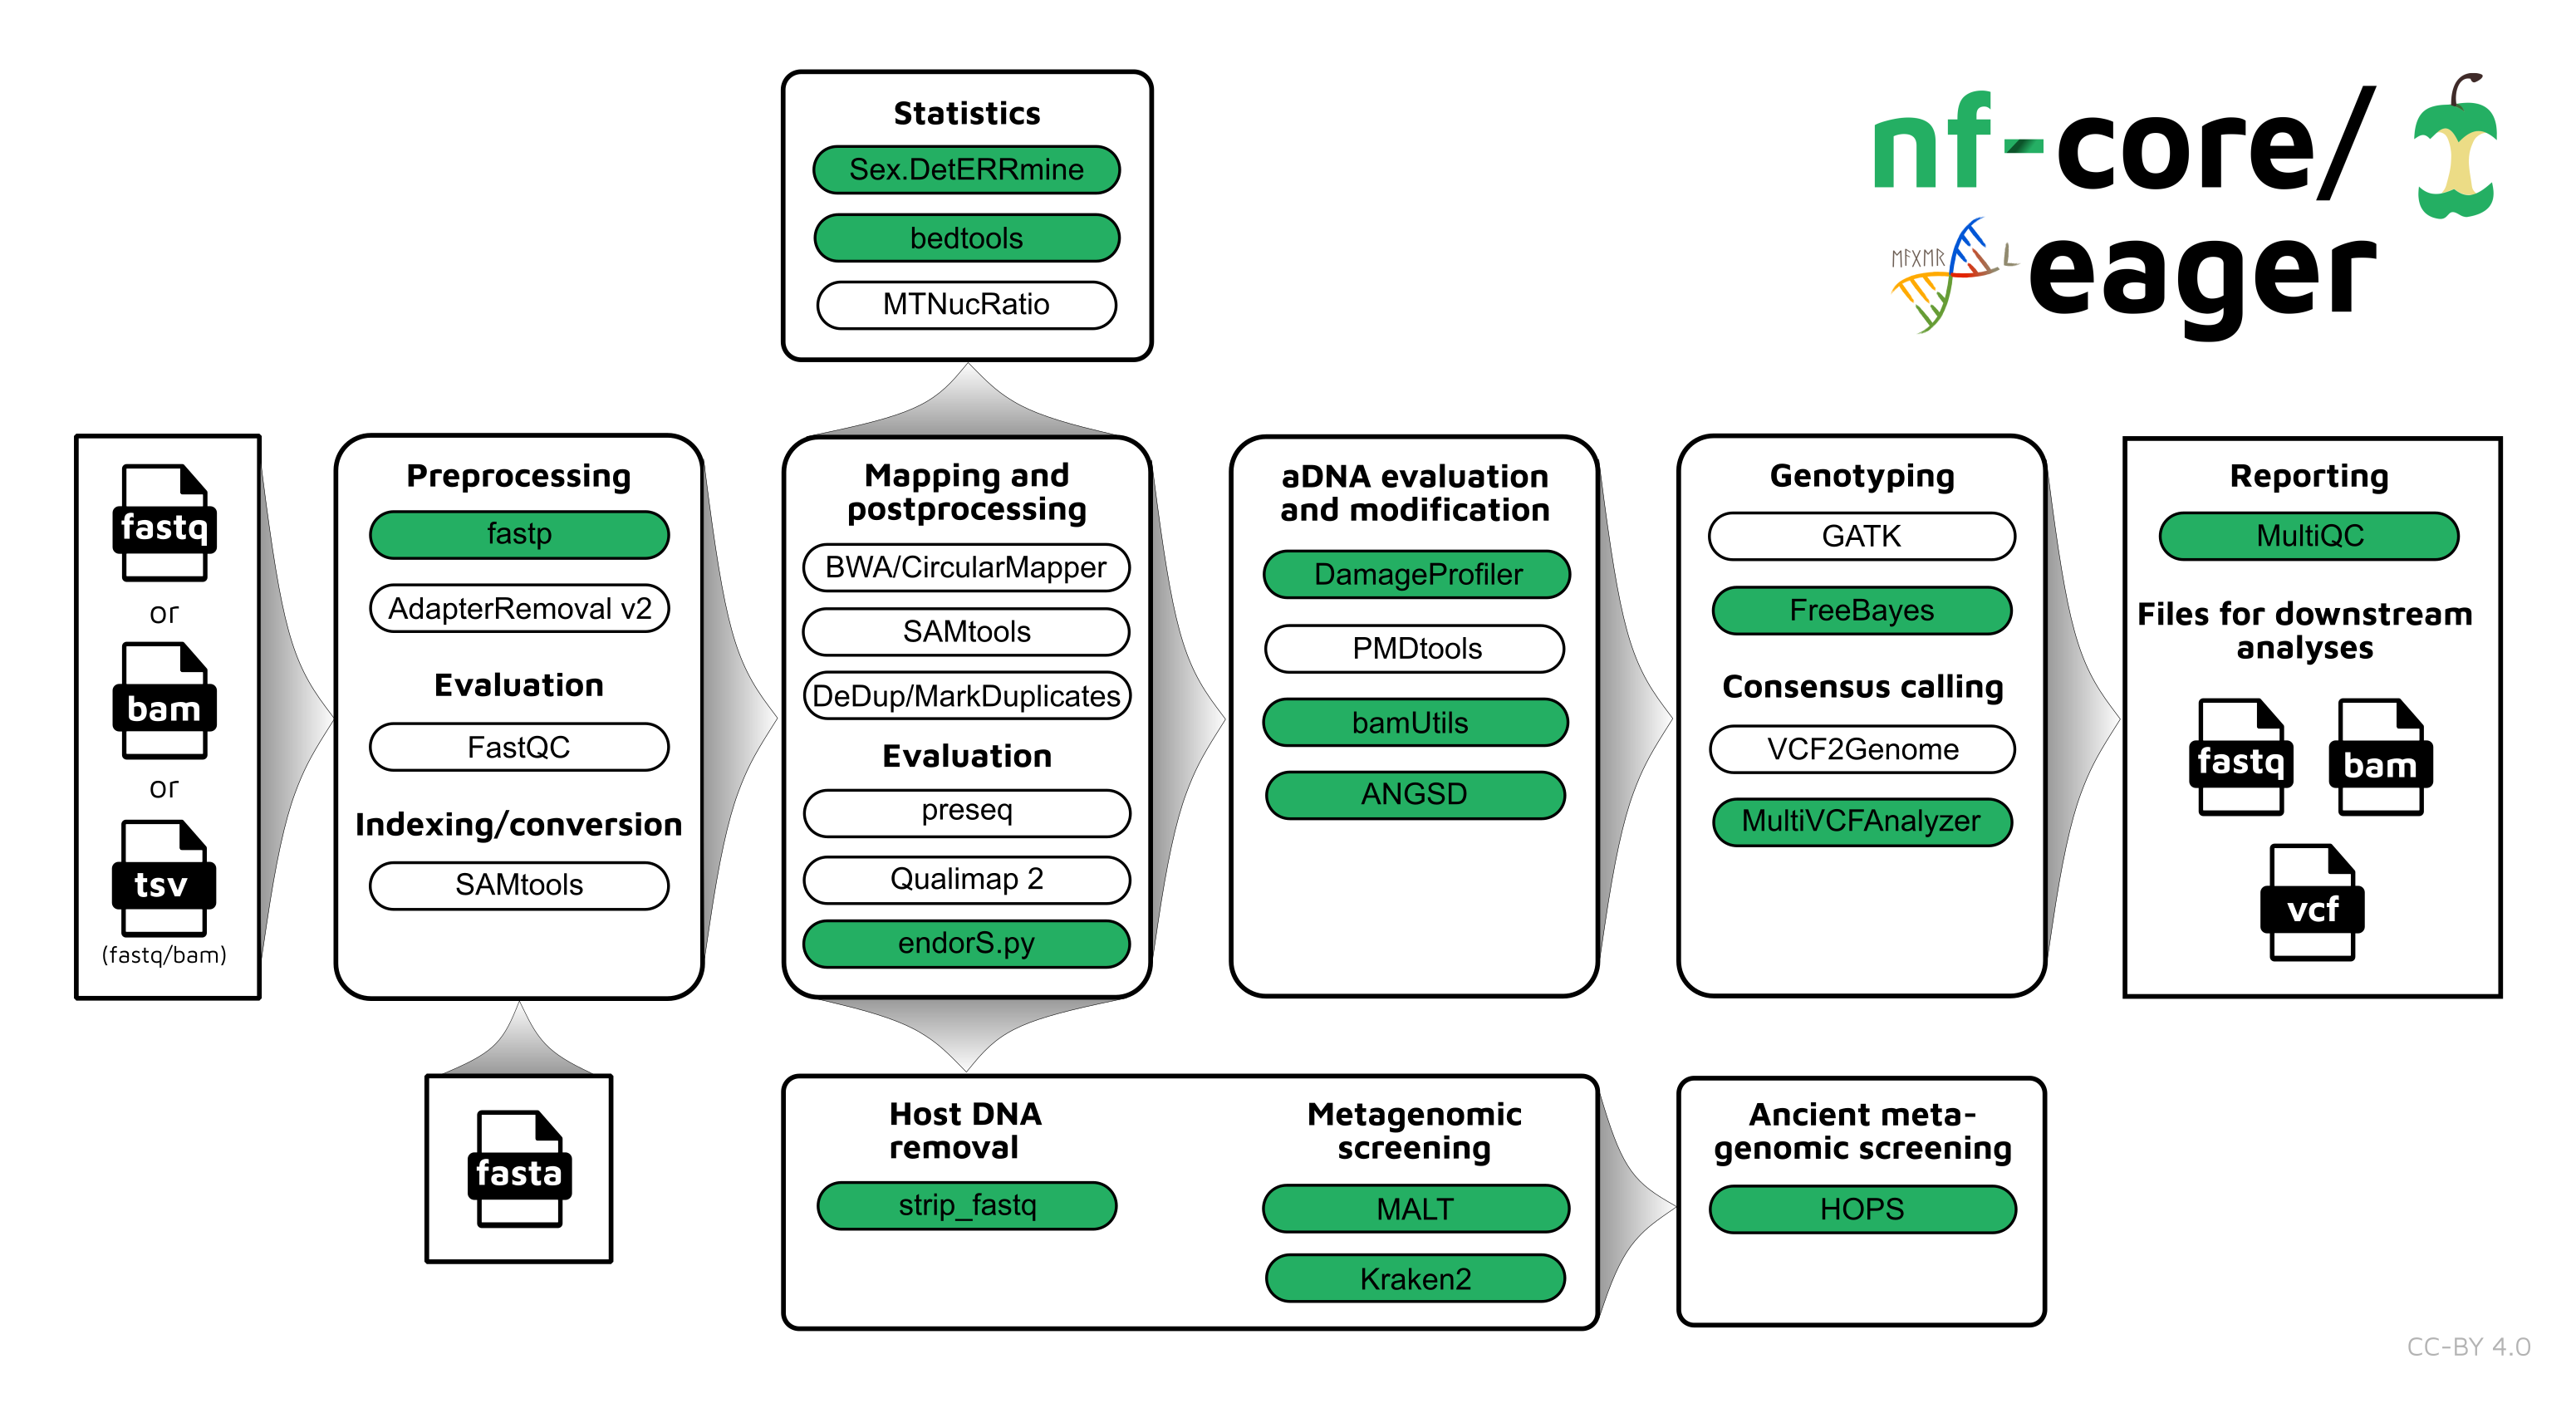 nf-core/
ᛖᚨᚷᛖᚱ
eager
Statistics
Sex.DetERRmine
bedtools
MTNucRatio
fastq
or
bam
or
tsv
(fastq/bam)
Preprocessing
fastp
AdapterRemoval v2
Evaluation
FastQC
Indexing/conversion
SAMtools
fasta
Mapping and
postprocessing
BWA/CircularMapper
SAMtools
DeDup/MarkDuplicates
Evaluation
preseq
Qualimap 2
endorS.py
aDNA evaluation
and modification
DamageProfiler
PMDtools
bamUtils
ANGSD
Genotyping
GATK
FreeBayes
Consensus calling
VCF2Genome
MultiVCFAnalyzer
Reporting
MultiQC
Files for downstream
analyses
fastq
bam
vcf
Host DNA
removal
strip_fastq
Metagenomic
screening
MALT
Kraken2
Ancient meta-
genomic screening
HOPS
CC-BY 4.0